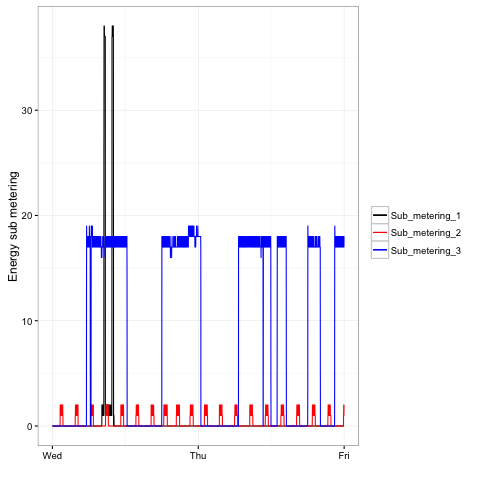 30
20
10
0
Energy sub metering
Wed Thu Fri
Sub_metering_1
Sub_metering_2
Sub_metering_3